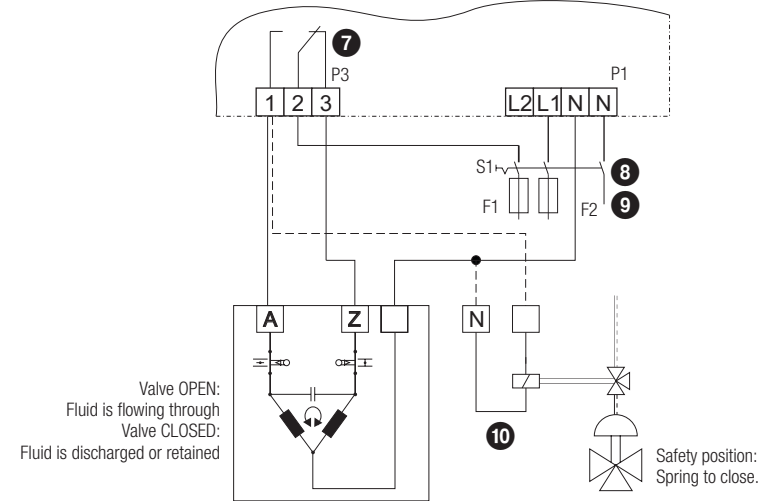 7
P3
P1
1 2 3
L2 L1 N N
S1
8
F1
F2
9
A Z
N
Valve OPEN:
Fluid is flowing through
Valve CLOSED:
Fluid is discharged or retained
10
Safety position:
Spring to close.